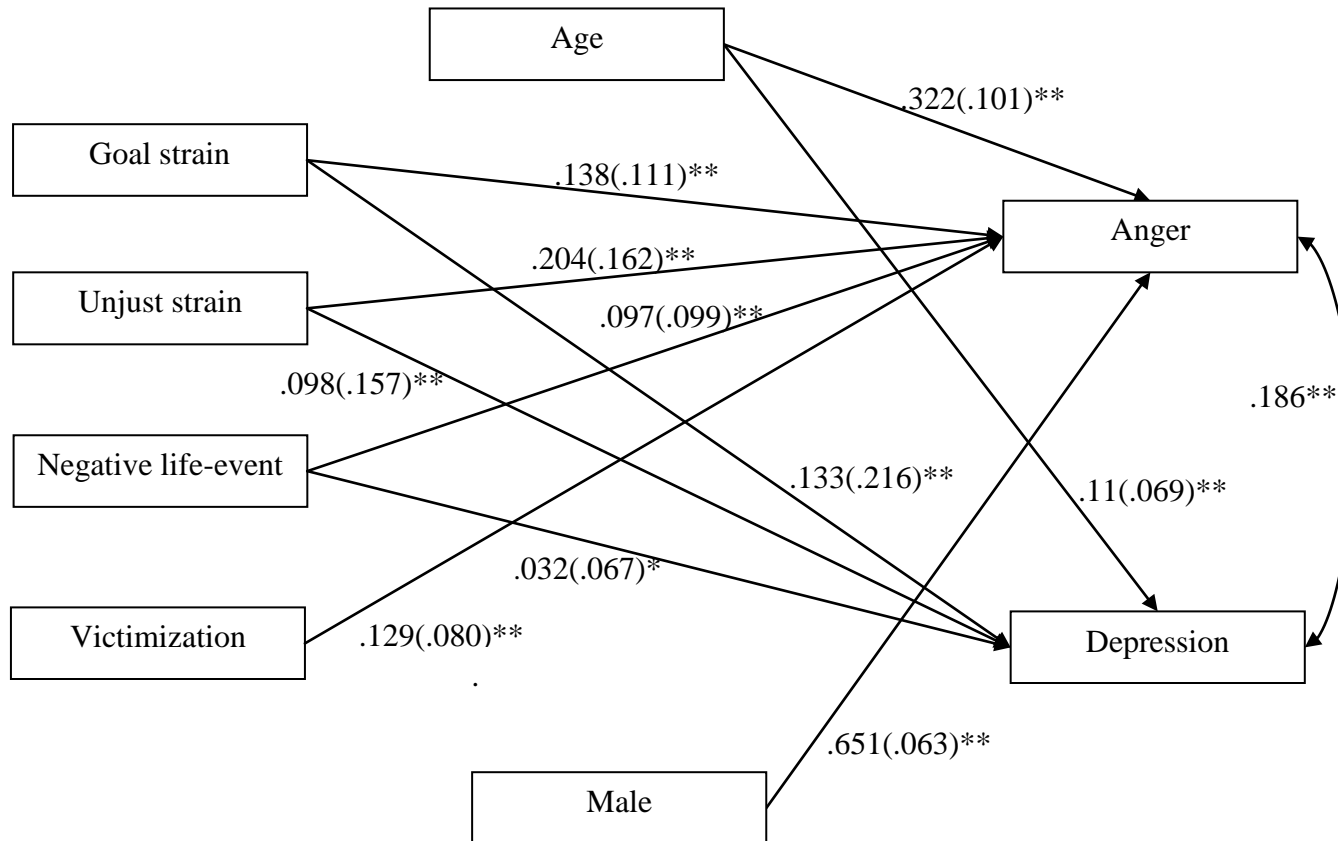 Age
.322(.101)**
Goal strain
.138(.111)**
Anger
.204(.162)**
Unjust strain
.097(.099)**
.098(.157)**
.186**
Negative life-event
.133(.216)**
.11(.069)**
.032(.067)*
Victimization
.129(.080)**
Depression
.
.651(.063)**
Male